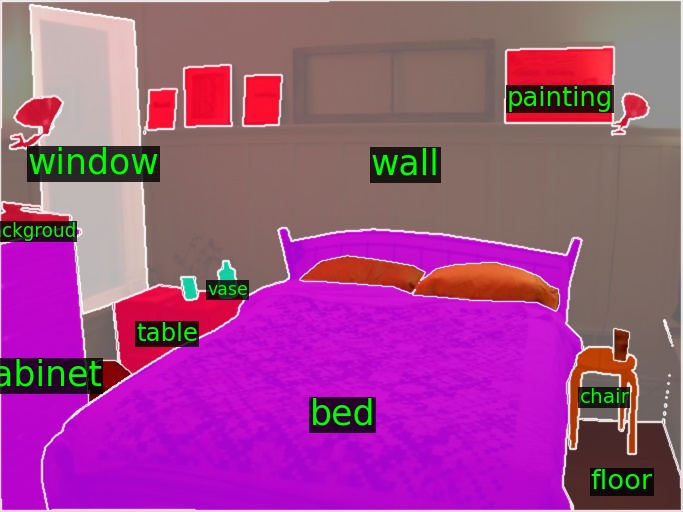 painting
window
wall
ckgroud
vase
table
abinet
chair
bed
floor